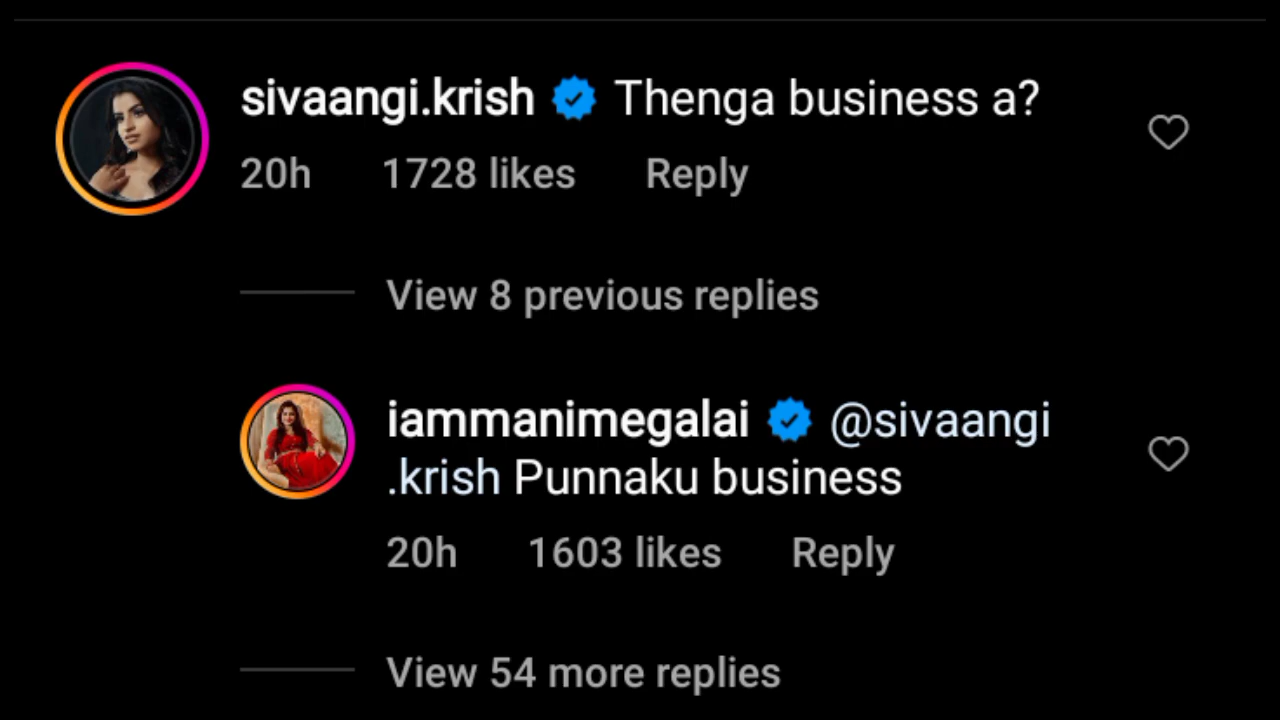 sivaangi.krish Thenga business a?
20h 1728 likes Reply
View 8 previous replies
iammanimegalai @sivaangi
.krish Punnaku business
20h 1603 likes Reply
View 54 more replies